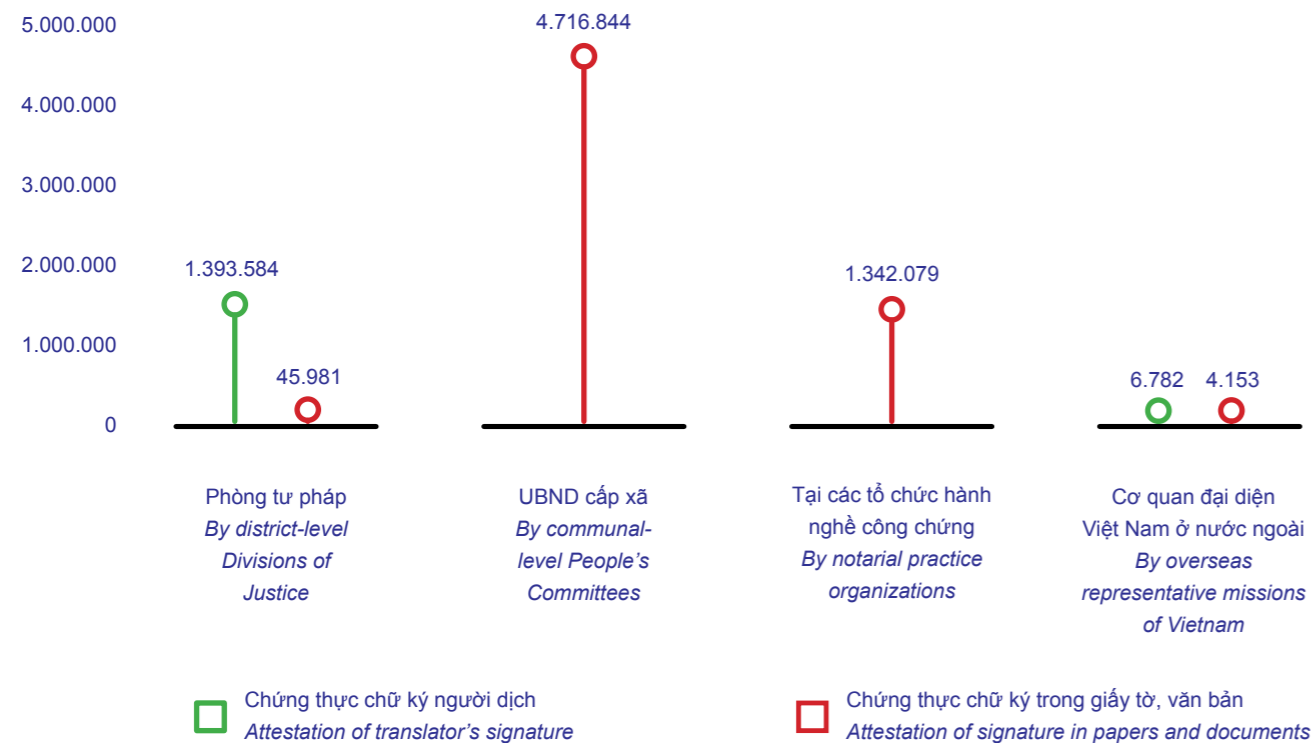 5.000.000
4.000.000
3.000.000
2.000.000
1.000.000
0
1.393.584
45.981
4.716.844
1.342.079
6.782
4.153
Phòng tư pháp
By district-level
Divisions of
Justice
UBND cấp xã
By communal-
level People’s
Committees
Tại các tổ chức hành
nghề công chứng
By notarial practice
organizations
Cơ quan đại diện
Việt Nam ở nước ngoài
By overseas
representative missions
of Vietnam
Chứng thực chữ ký người dịch
Attestation of translator’s signature
Chứng thực chữ ký trong giấy tờ, văn bản
Attestation of signature in papers and documents